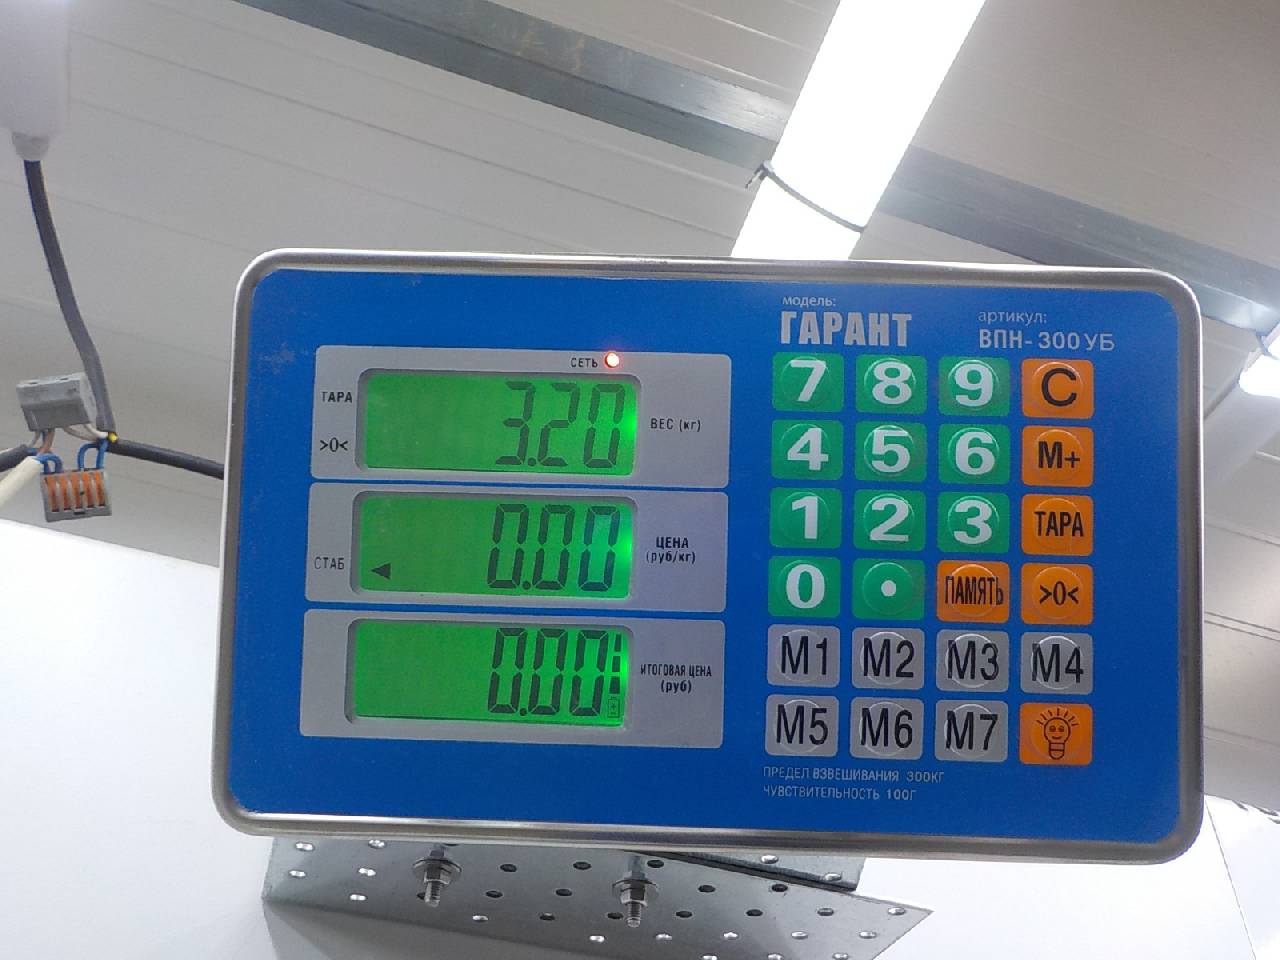 модель:
ГАРАНТ
артикул:
ВПН-300УБ
СЕТЬ
ТАРА
>0<
3.20
ВЕС (кг)
СТАБ
0.00
ЦЕНА
(руб/кг)
0.00
ИТОГОВАЯ ЦЕНА
(руб)
7 8 9 C
4 5 6 M+
1 2 3 ТАРА
0 . ПАМЯТЬ >0<
M1 M2 M3 M4
M5 M6 M7
ПРЕДЕЛ ВЗВЕШИВАНИЯ 300КГ
ЧУВСТВИТЕЛЬНОСТЬ 100Г